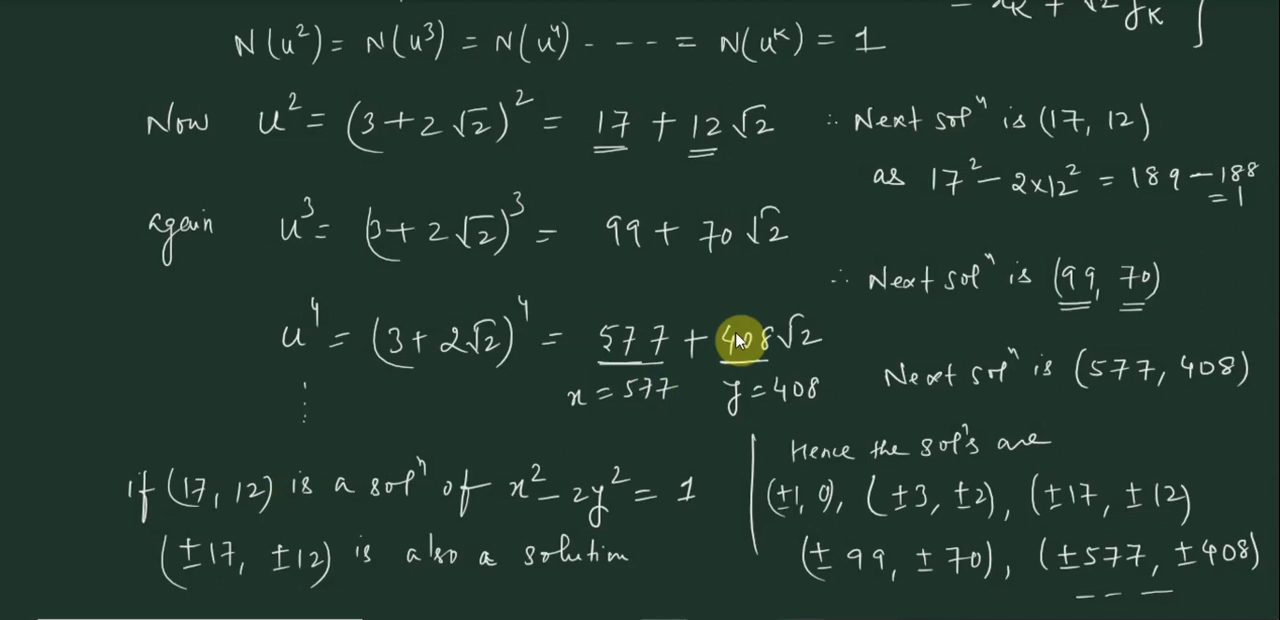 = xₖ + √2 yₖ ]
N(u²) = N(u³) = N(u⁴) - - - - = N(uᵏ) = 1
Now u² = (3+2√2)² = 17 + 12√2 ∴ Next solⁿ is (17, 12)
as 17² - 2×12² = 189 - 188
= 1
again u³ = (3+2√2)³ = 99 + 70√2
∴ Next solⁿ is (99, 70)
u⁴ = (3+2√2)⁴ = 577 + 408√2
x = 577 y = 408 Next solⁿ is (577, 408)
⋮
Hence the solⁿs are
if (17, 12) is a solⁿ of x² - 2y² = 1
(±1, 0), (±3, ±2), (±17, ±12)
(±17, ±12) is also a solution
(±99, ±70), (±577, ±408)
- - -